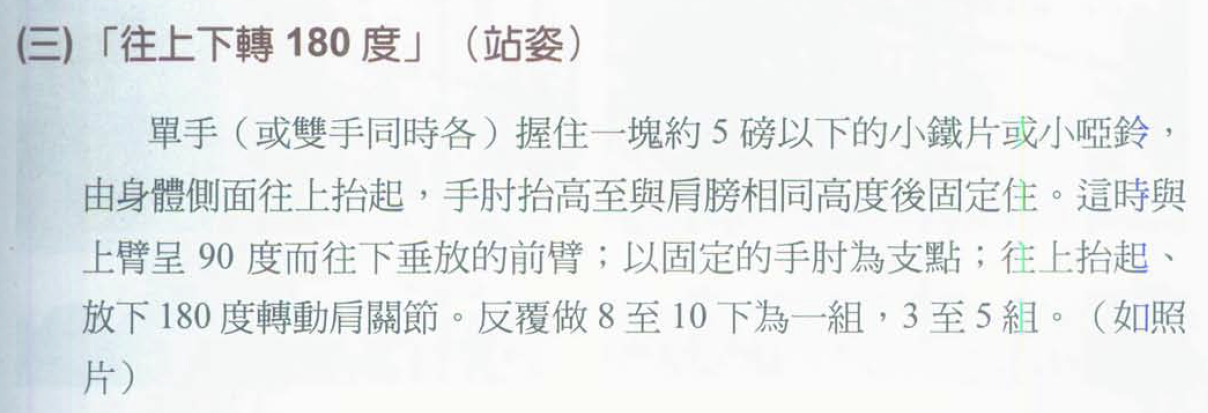 (三)「往上下轉 180 度」（站姿）
單手（或雙手同時各）握住一塊約 5 磅以下的小鐵片或小啞鈴，
由身體側面往上抬起，手肘抬高至與肩膀相同高度後固定住。這時與
上臂呈 90 度而往下垂放的前臂；以固定的手肘為支點；往上抬起、
放下 180 度轉動肩關節。反覆做 8 至 10 下為一組，3 至 5 組。（如照
片）